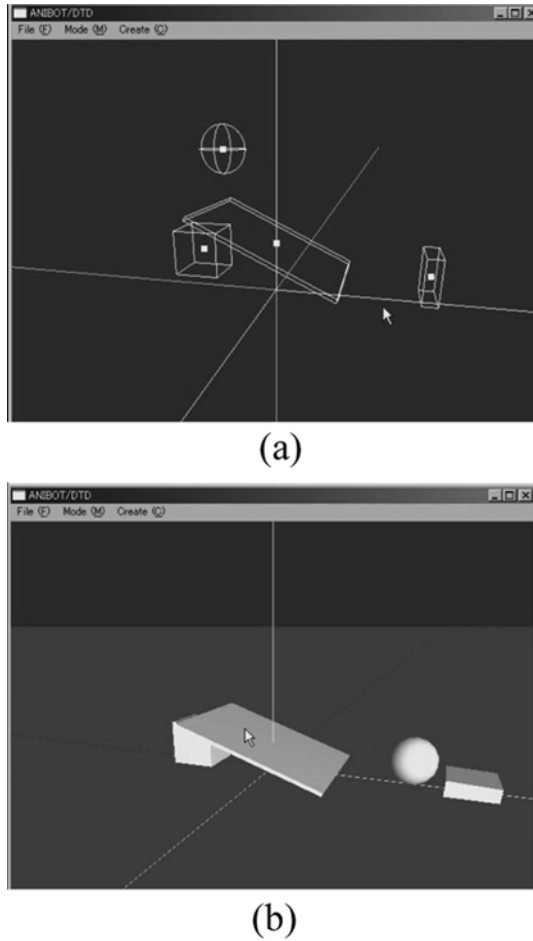 ANIBOT/DTD
File (F) Mode (M) Create (C)
(a)
ANIBOT/DTD
File (F) Mode (M) Create (C)
(b)